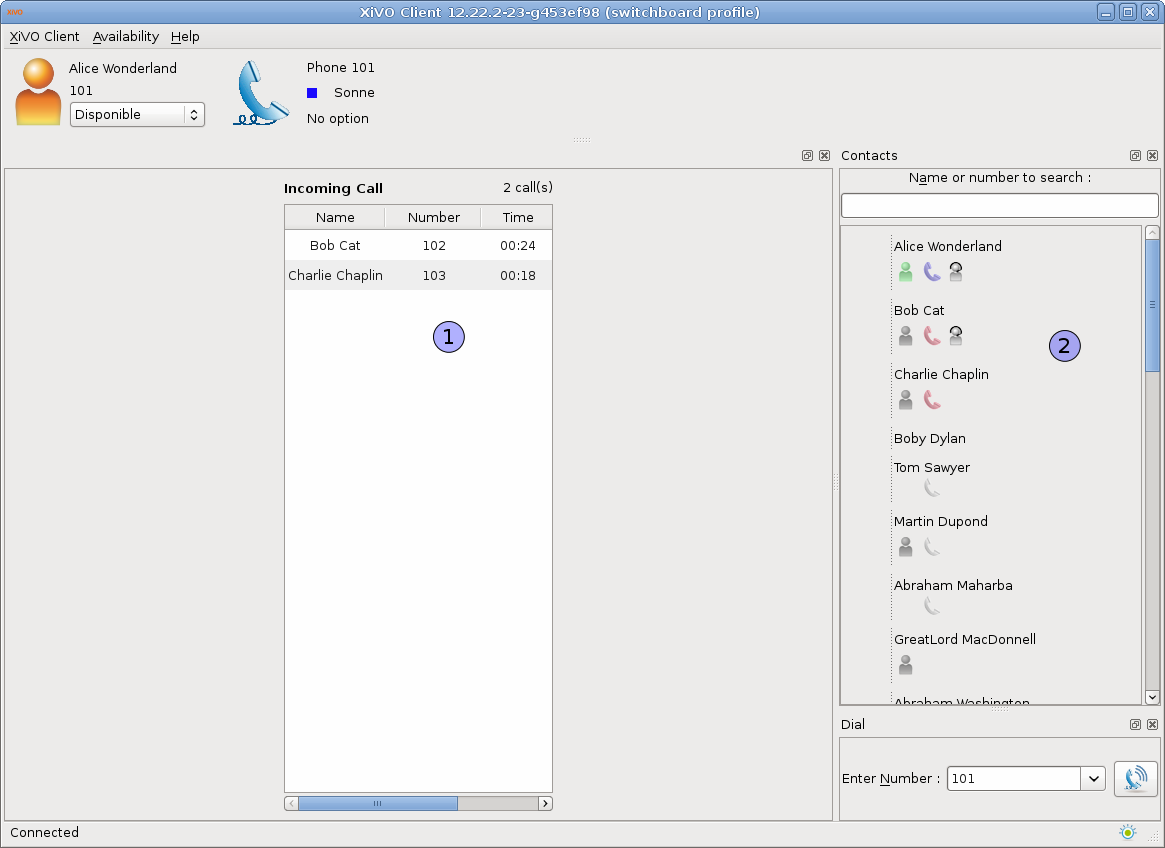 XiVO Client 12.22.2-23-g453ef98 (switchboard profile)
XiVO Client Availability Help
Alice Wonderland
101
Disponible
Phone 101
Sonne
No option
Incoming Call 2 call(s)
Name Number Time
Bob Cat 102 00:24
Charlie Chaplin 103 00:18
1
Contacts
Name or number to search :
Alice Wonderland
Bob Cat
2
Charlie Chaplin
Boby Dylan
Tom Sawyer
Martin Dupond
Abraham Maharba
GreatLord MacDonnell
Abraham Washington
Dial
Enter Number : 101
Connected